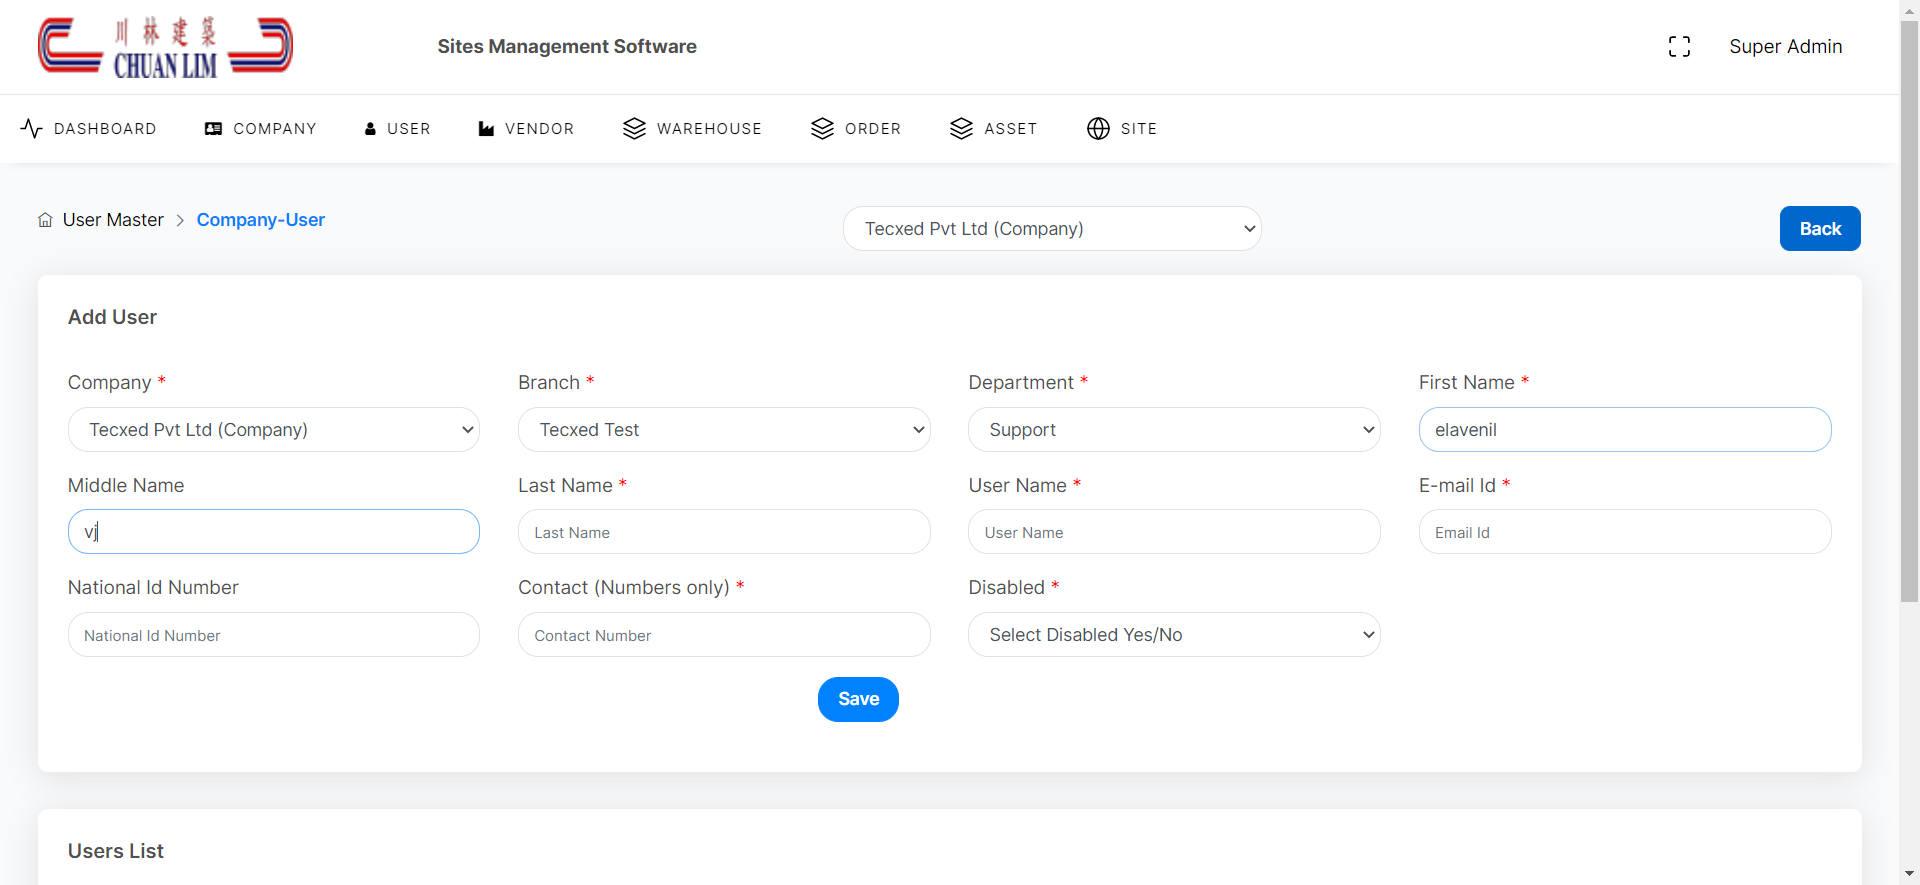 川林建築
CHUAN LIM
Sites Management Software
Super Admin
DASHBOARD
COMPANY
USER
VENDOR
WAREHOUSE
ORDER
ASSET
SITE
User Master
Company-User
Tecxed Pvt Ltd (Company)
Back
Add User
Company *
Branch *
Department *
First Name *
Tecxed Pvt Ltd (Company)
Tecxed Test
Support
elavenil
Middle Name
Last Name *
User Name *
E-mail Id *
vj
Last Name
User Name
Email Id
National Id Number
Contact (Numbers only) *
Disabled *
National Id Number
Contact Number
Select Disabled Yes/No
Save
Users List